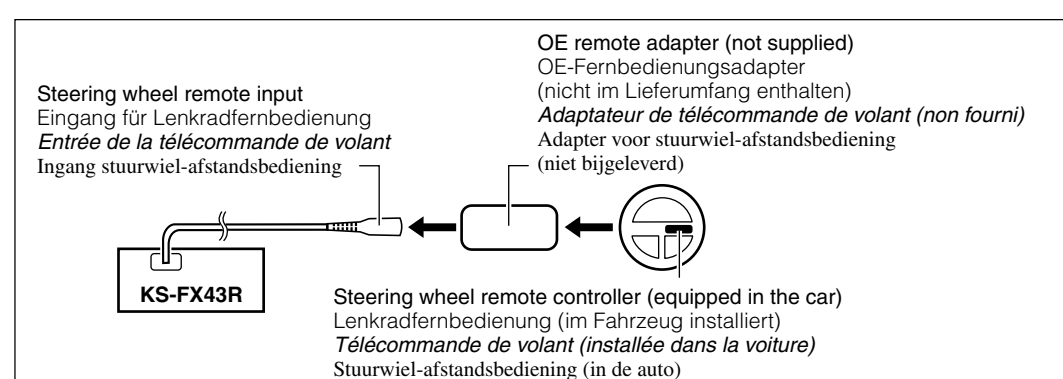 OE remote adapter (not supplied)
OE-Fernbedienungsadapter
(nicht im Lieferumfang enthalten)
Adaptateur de télécommande de volant (non fourni)
Adapter voor stuurwiel-afstandsbediening
(niet bijgeleverd)
Steering wheel remote input
Eingang für Lenkradfernbedienung
Entrée de la télécommande de volant
Ingang stuurwiel-afstandsbediening
KS-FX43R
Steering wheel remote controller (equipped in the car)
Lenkradfernbedienung (im Fahrzeug installiert)
Télécommande de volant (installée dans la voiture)
Stuurwiel-afstandsbediening (in de auto)